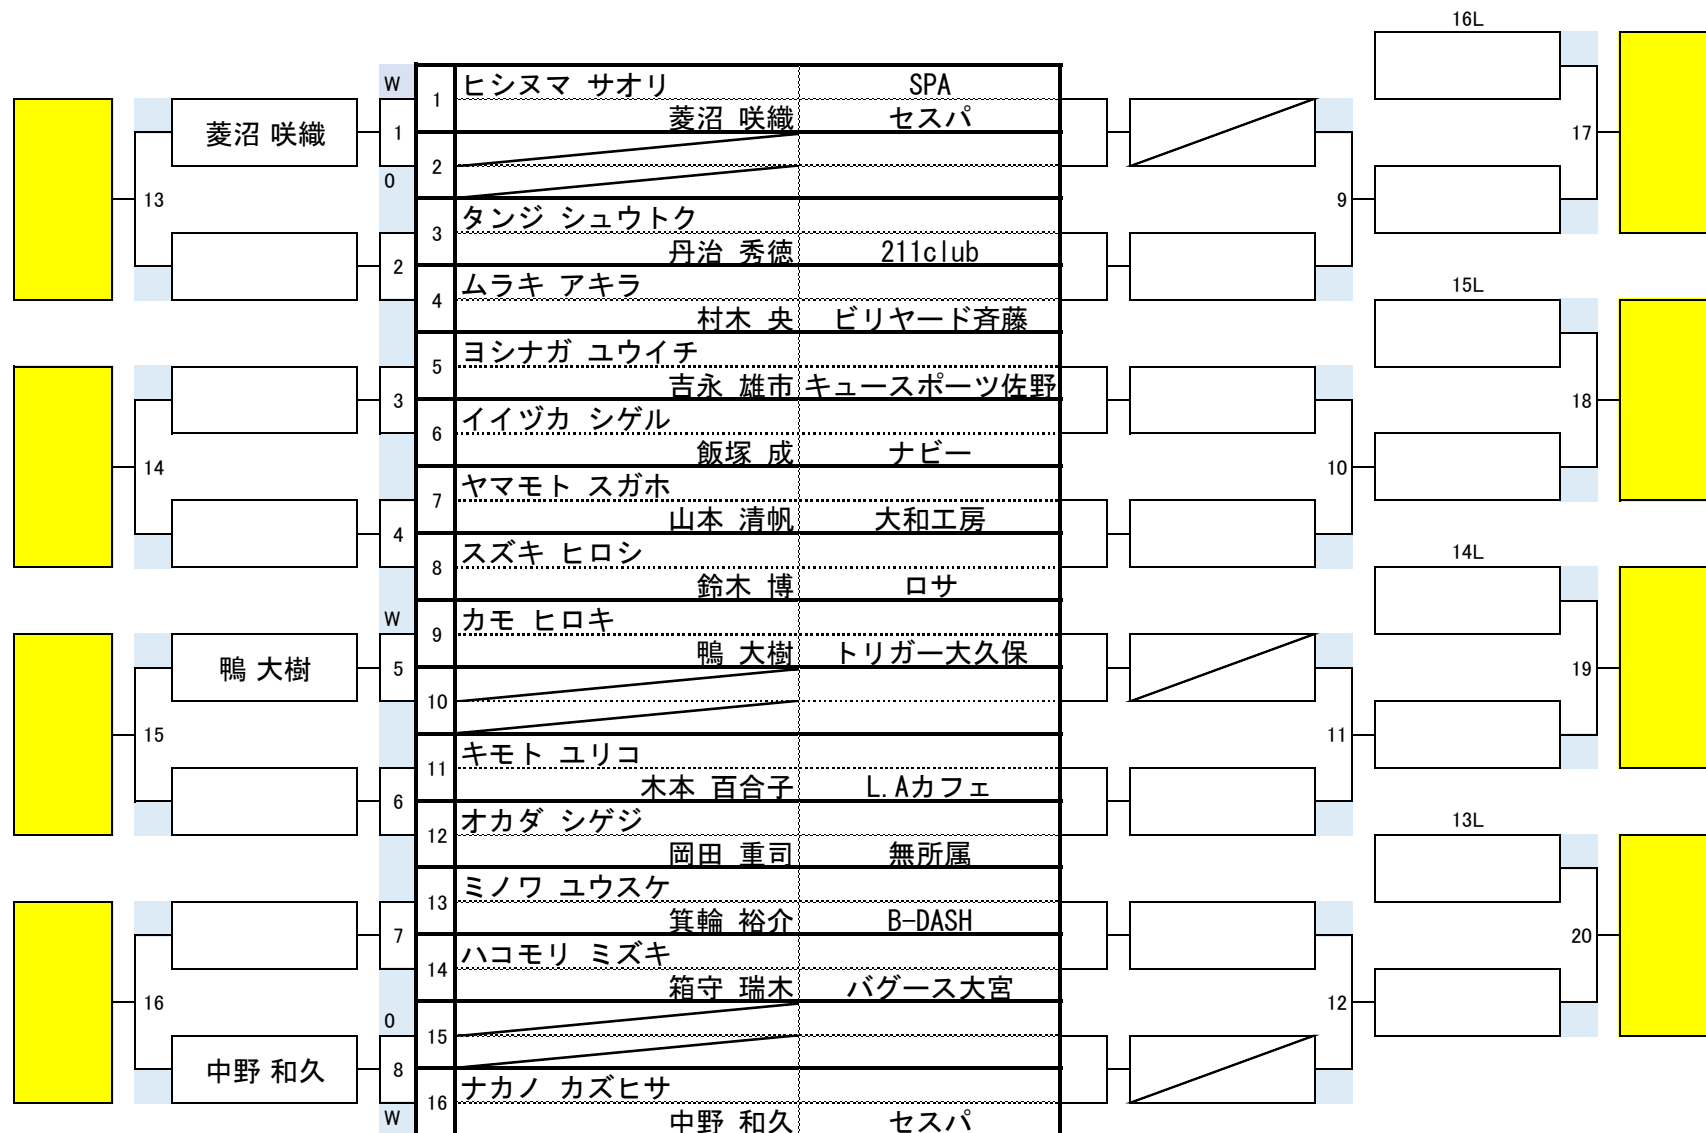 16L
W
1 ヒシヌマ サオリ SPA
菱沼 咲織 1 菱沼 咲織 セスパ 17
2
0
13 9
タンジ シュウトク
3 丹治 秀徳 211club
2
ムラキ アキラ 15L
4
村木 央 ビリヤード斉藤
ヨシナガ ユウイチ
5
吉永 雄市 キュースポーツ佐野
3 18
イイヅカ シゲル
6
飯塚 成 ナビー
14 10
ヤマモト スガホ
7
山本 清帆 大和工房
4
スズキ ヒロシ 14L
8
鈴木 博 ロサ
W
カモ ヒロキ
9
鴨 大樹 5 鴨 大樹 トリガー大久保 19
10
15 11
キモト ユリコ
11
木本 百合子 L.Aカフェ
6
オカダ シゲジ 13L
12
岡田 重司 無所属
ミノワ ユウスケ
13
箕輪 裕介 B-DASH
7 20
ハコモリ ミズキ
14
箱守 瑞木 バグース大宮
16 12
0
15
中野 和久 8
ナカノ カズヒサ
16
W 中野 和久 セスパ